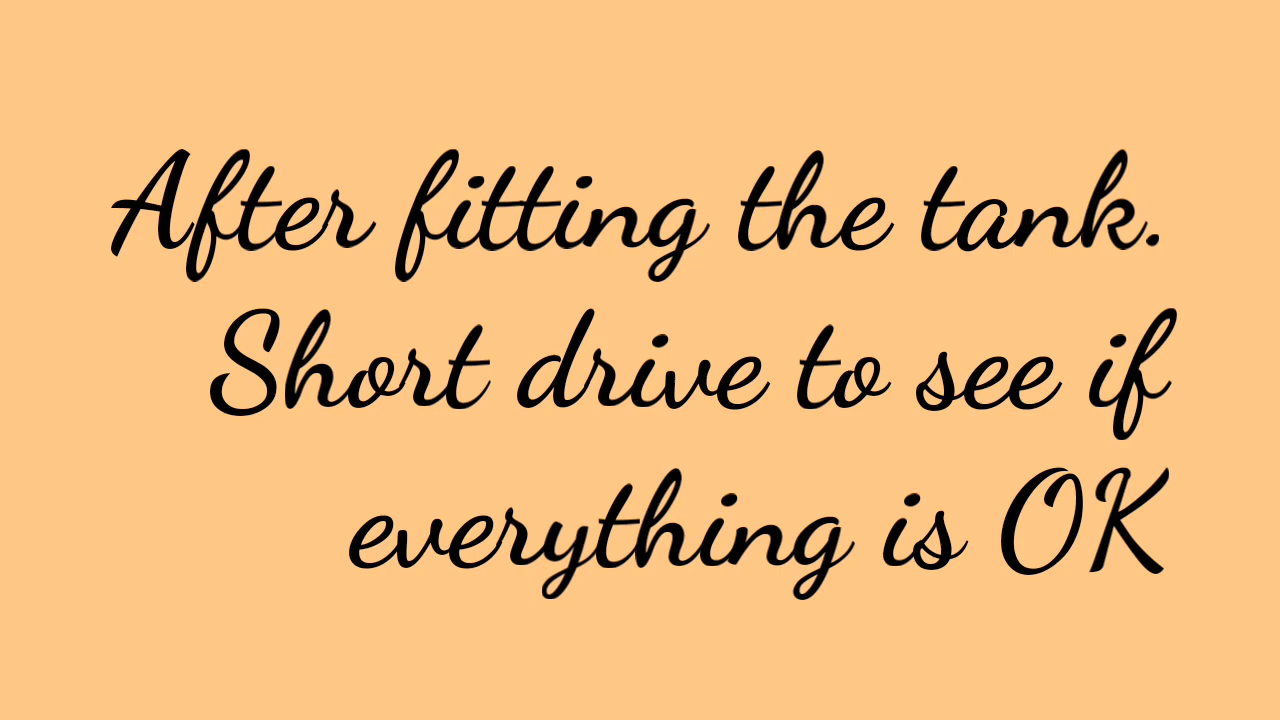 After fitting the tank.
Short drive to see if
everything is OK